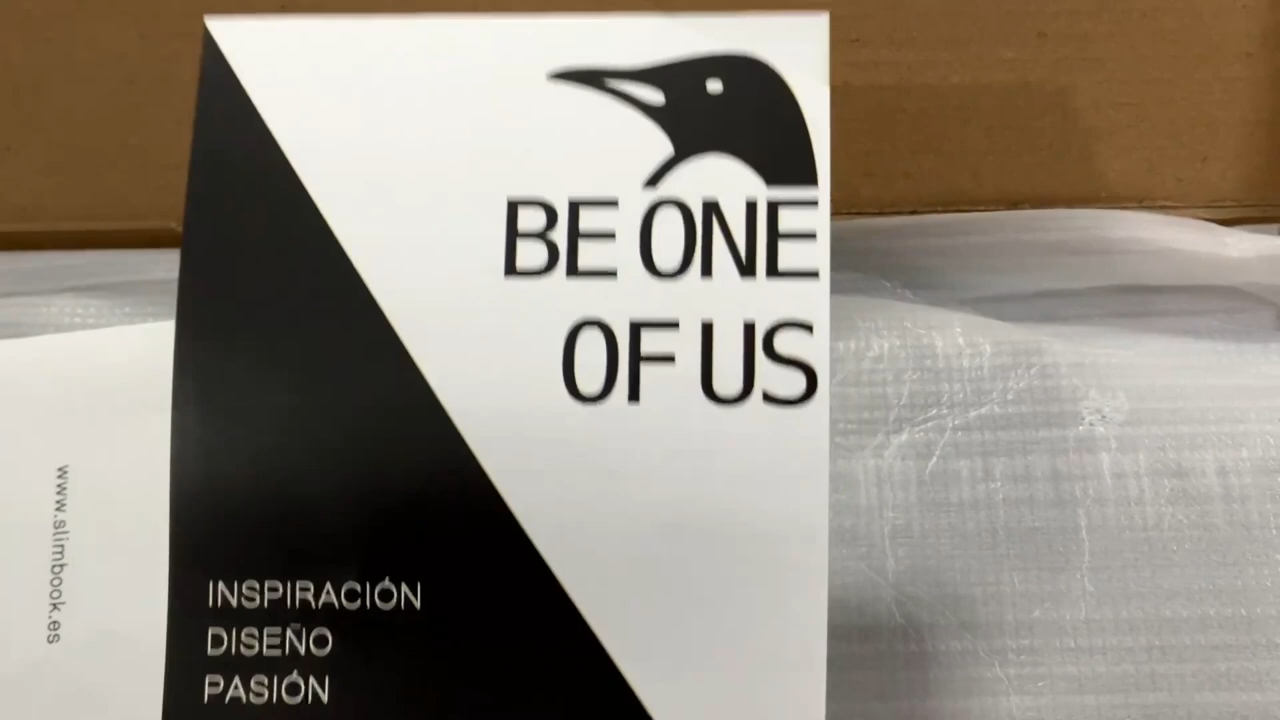 BE ONE
OF US
www.slimbook.es
INSPIRACIÓN
DISEÑO
PASIÓN